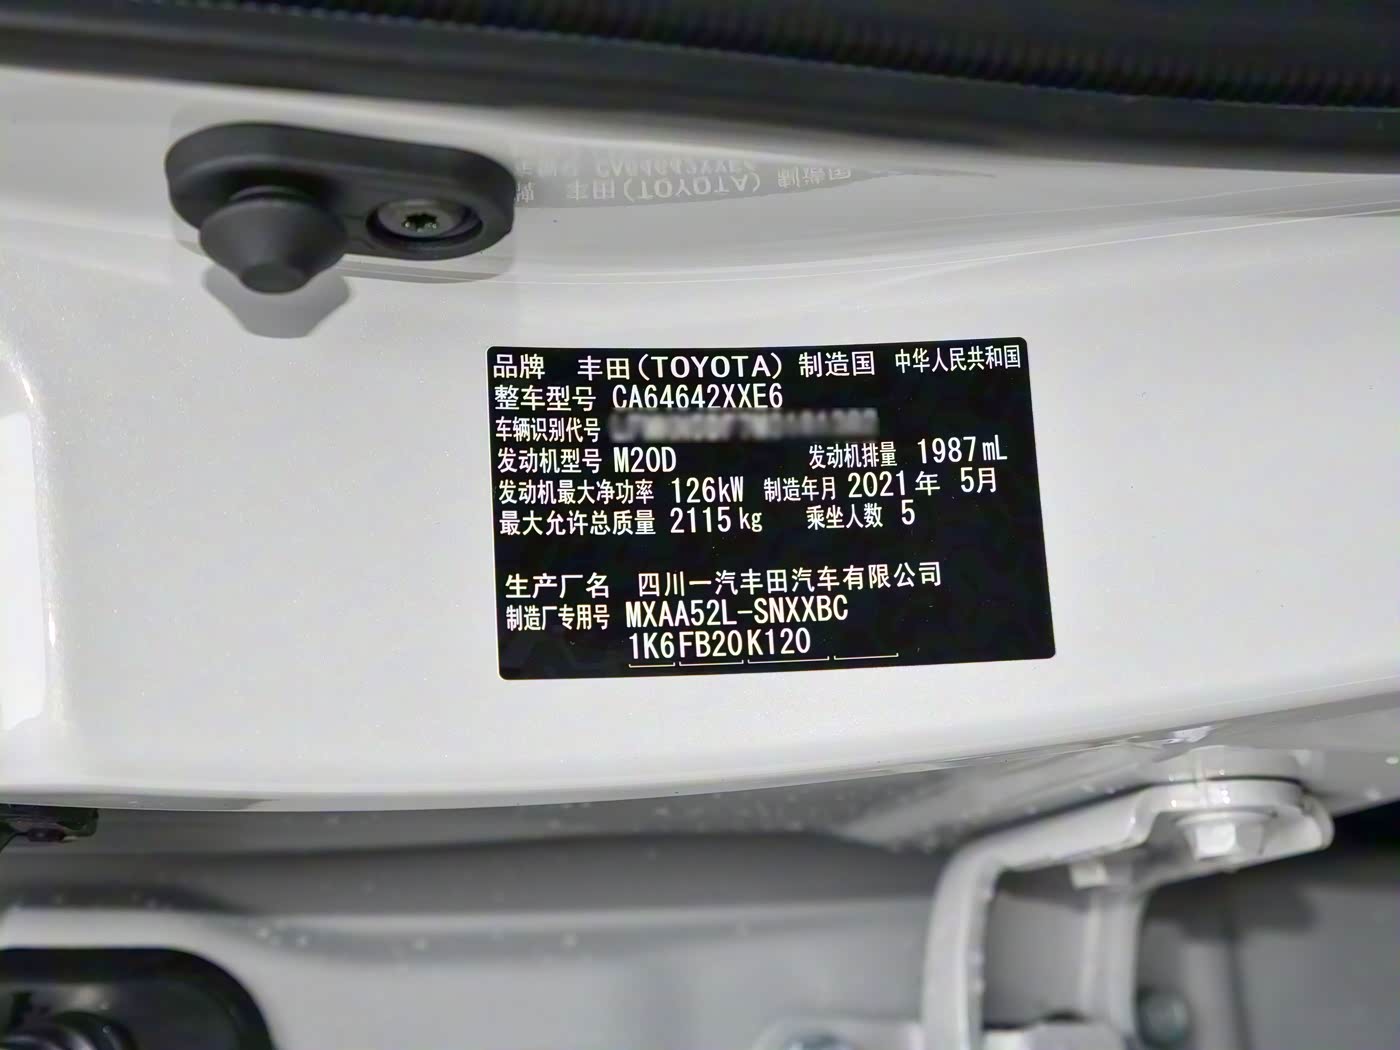 品牌 丰田(TOYOTA) 制造国 中华人民共和国
整车型号 CA64642XXE6
车辆识别代号
发动机型号 M20D 发动机排量 1987mL
发动机最大净功率 126kW 制造年月 2021年 5月
最大允许总质量 2115kg 乘坐人数 5
生产厂名 四川一汽丰田汽车有限公司
制造厂专用号 MXAA52L-SNXXBC
1K6FB20K120